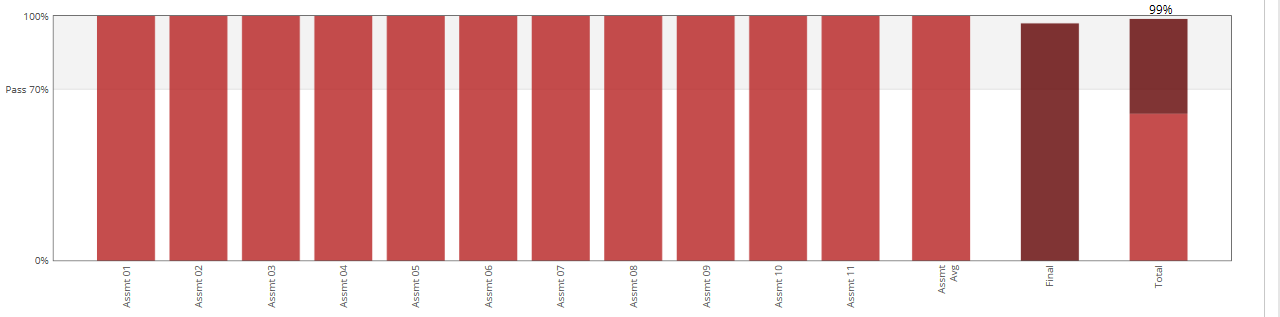 99%
100%
Pass 70%
0%
Assmt 01
Assmt 02
Assmt 03
Assmt 04
Assmt 05
Assmt 06
Assmt 07
Assmt 08
Assmt 09
Assmt 10
Assmt 11
Assmt
Avg
Final
Total